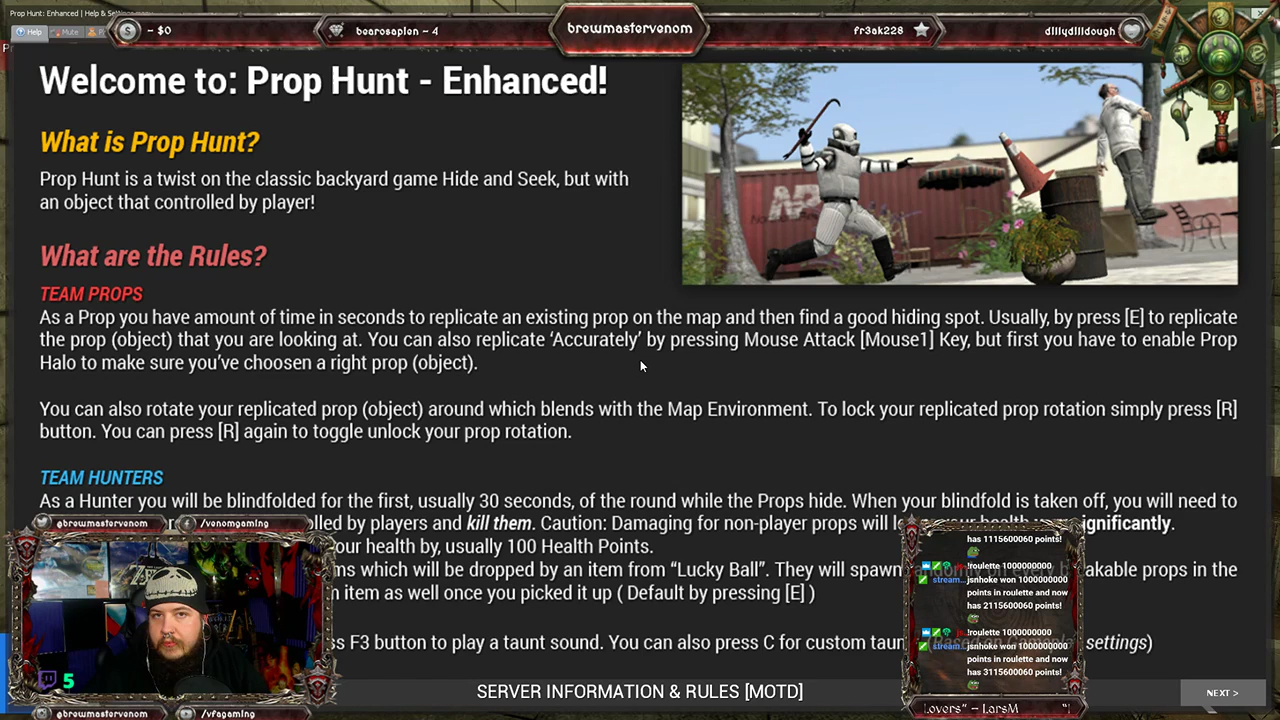 Prop Hunt: Enhanced | Help &
Help
Mute
~ $0
bearosapien ~ 4
brewmastervenom
fr3ak228
dillydilldough
Welcome to: Prop Hunt - Enhanced!
What is Prop Hunt?
Prop Hunt is a twist on the classic backyard game Hide and Seek, but with
an object that controlled by player!
What are the Rules?
TEAM PROPS
As a Prop you have amount of time in seconds to replicate an existing prop on the map and then find a good hiding spot. Usually, by press [E] to replicate
the prop (object) that you are looking at. You can also replicate ‘Accurately’ by pressing Mouse Attack [Mouse1] Key, but first you have to enable Prop
Halo to make sure you’ve choosen a right prop (object).
You can also rotate your replicated prop (object) around which blends with the Map Environment. To lock your replicated prop rotation simply press [R]
button. You can press [R] again to toggle unlock your prop rotation.
TEAM HUNTERS
As a Hunter you will be blindfolded for the first, usually 30 seconds, of the round while the Props hide. When your blindfold is taken off, you will need to
lled by players and kill them. Caution: Damaging for non-player props will
ignificantly.
our health by, usually 100 Health Points.
ms which will be dropped by an item from “Lucky Ball”. They will spawn
akable props in the
item as well once you picked it up ( Default by pressing [E] )
ss F3 button to play a taunt sound. You can also press C for custom taun
settings)
@brewmastervenom
/venomgaming
5
@brewmastervenom
/vfagaming
has 1115600060 points!
!roulette 1000000000
stream... jsnhoke won 1000000000
points in roulette and now
has 2115600060 points!
!roulette 1000000000
stream... jsnhoke won 1000000000
points in roulette and now
has 3115600060 points!
Lovers" ~ LarsM
SERVER INFORMATION & RULES [MOTD]
NEXT >